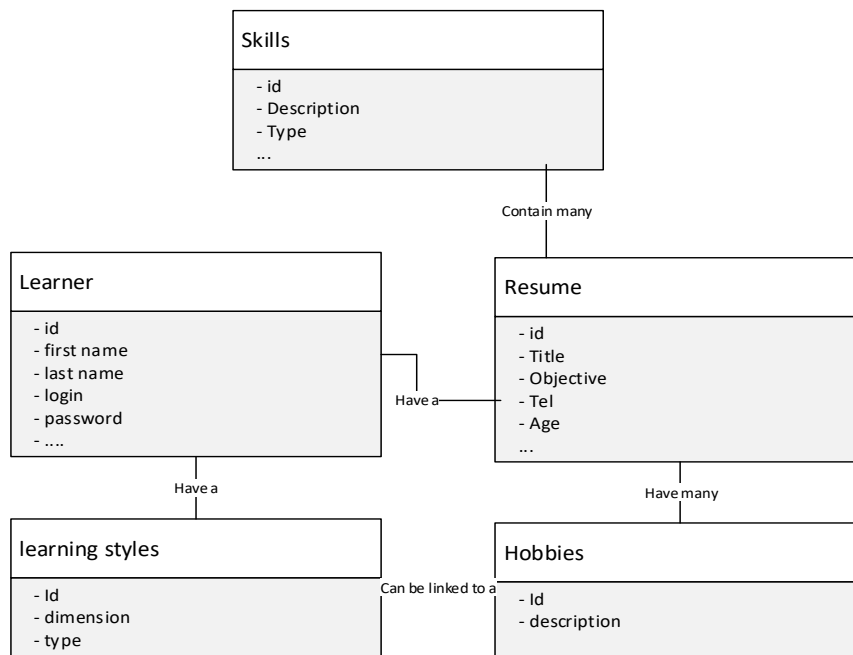 Skills
- id
- Description
- Type
...
Contain many
Learner
- id
- first name
- last name
- login
- password
- ....
Resume
- id
- Title
- Objective
- Tel
- Age
...
Have a
Have a
Have many
learning styles
- Id
- dimension
- type
Can be linked to a
Hobbies
- Id
- description